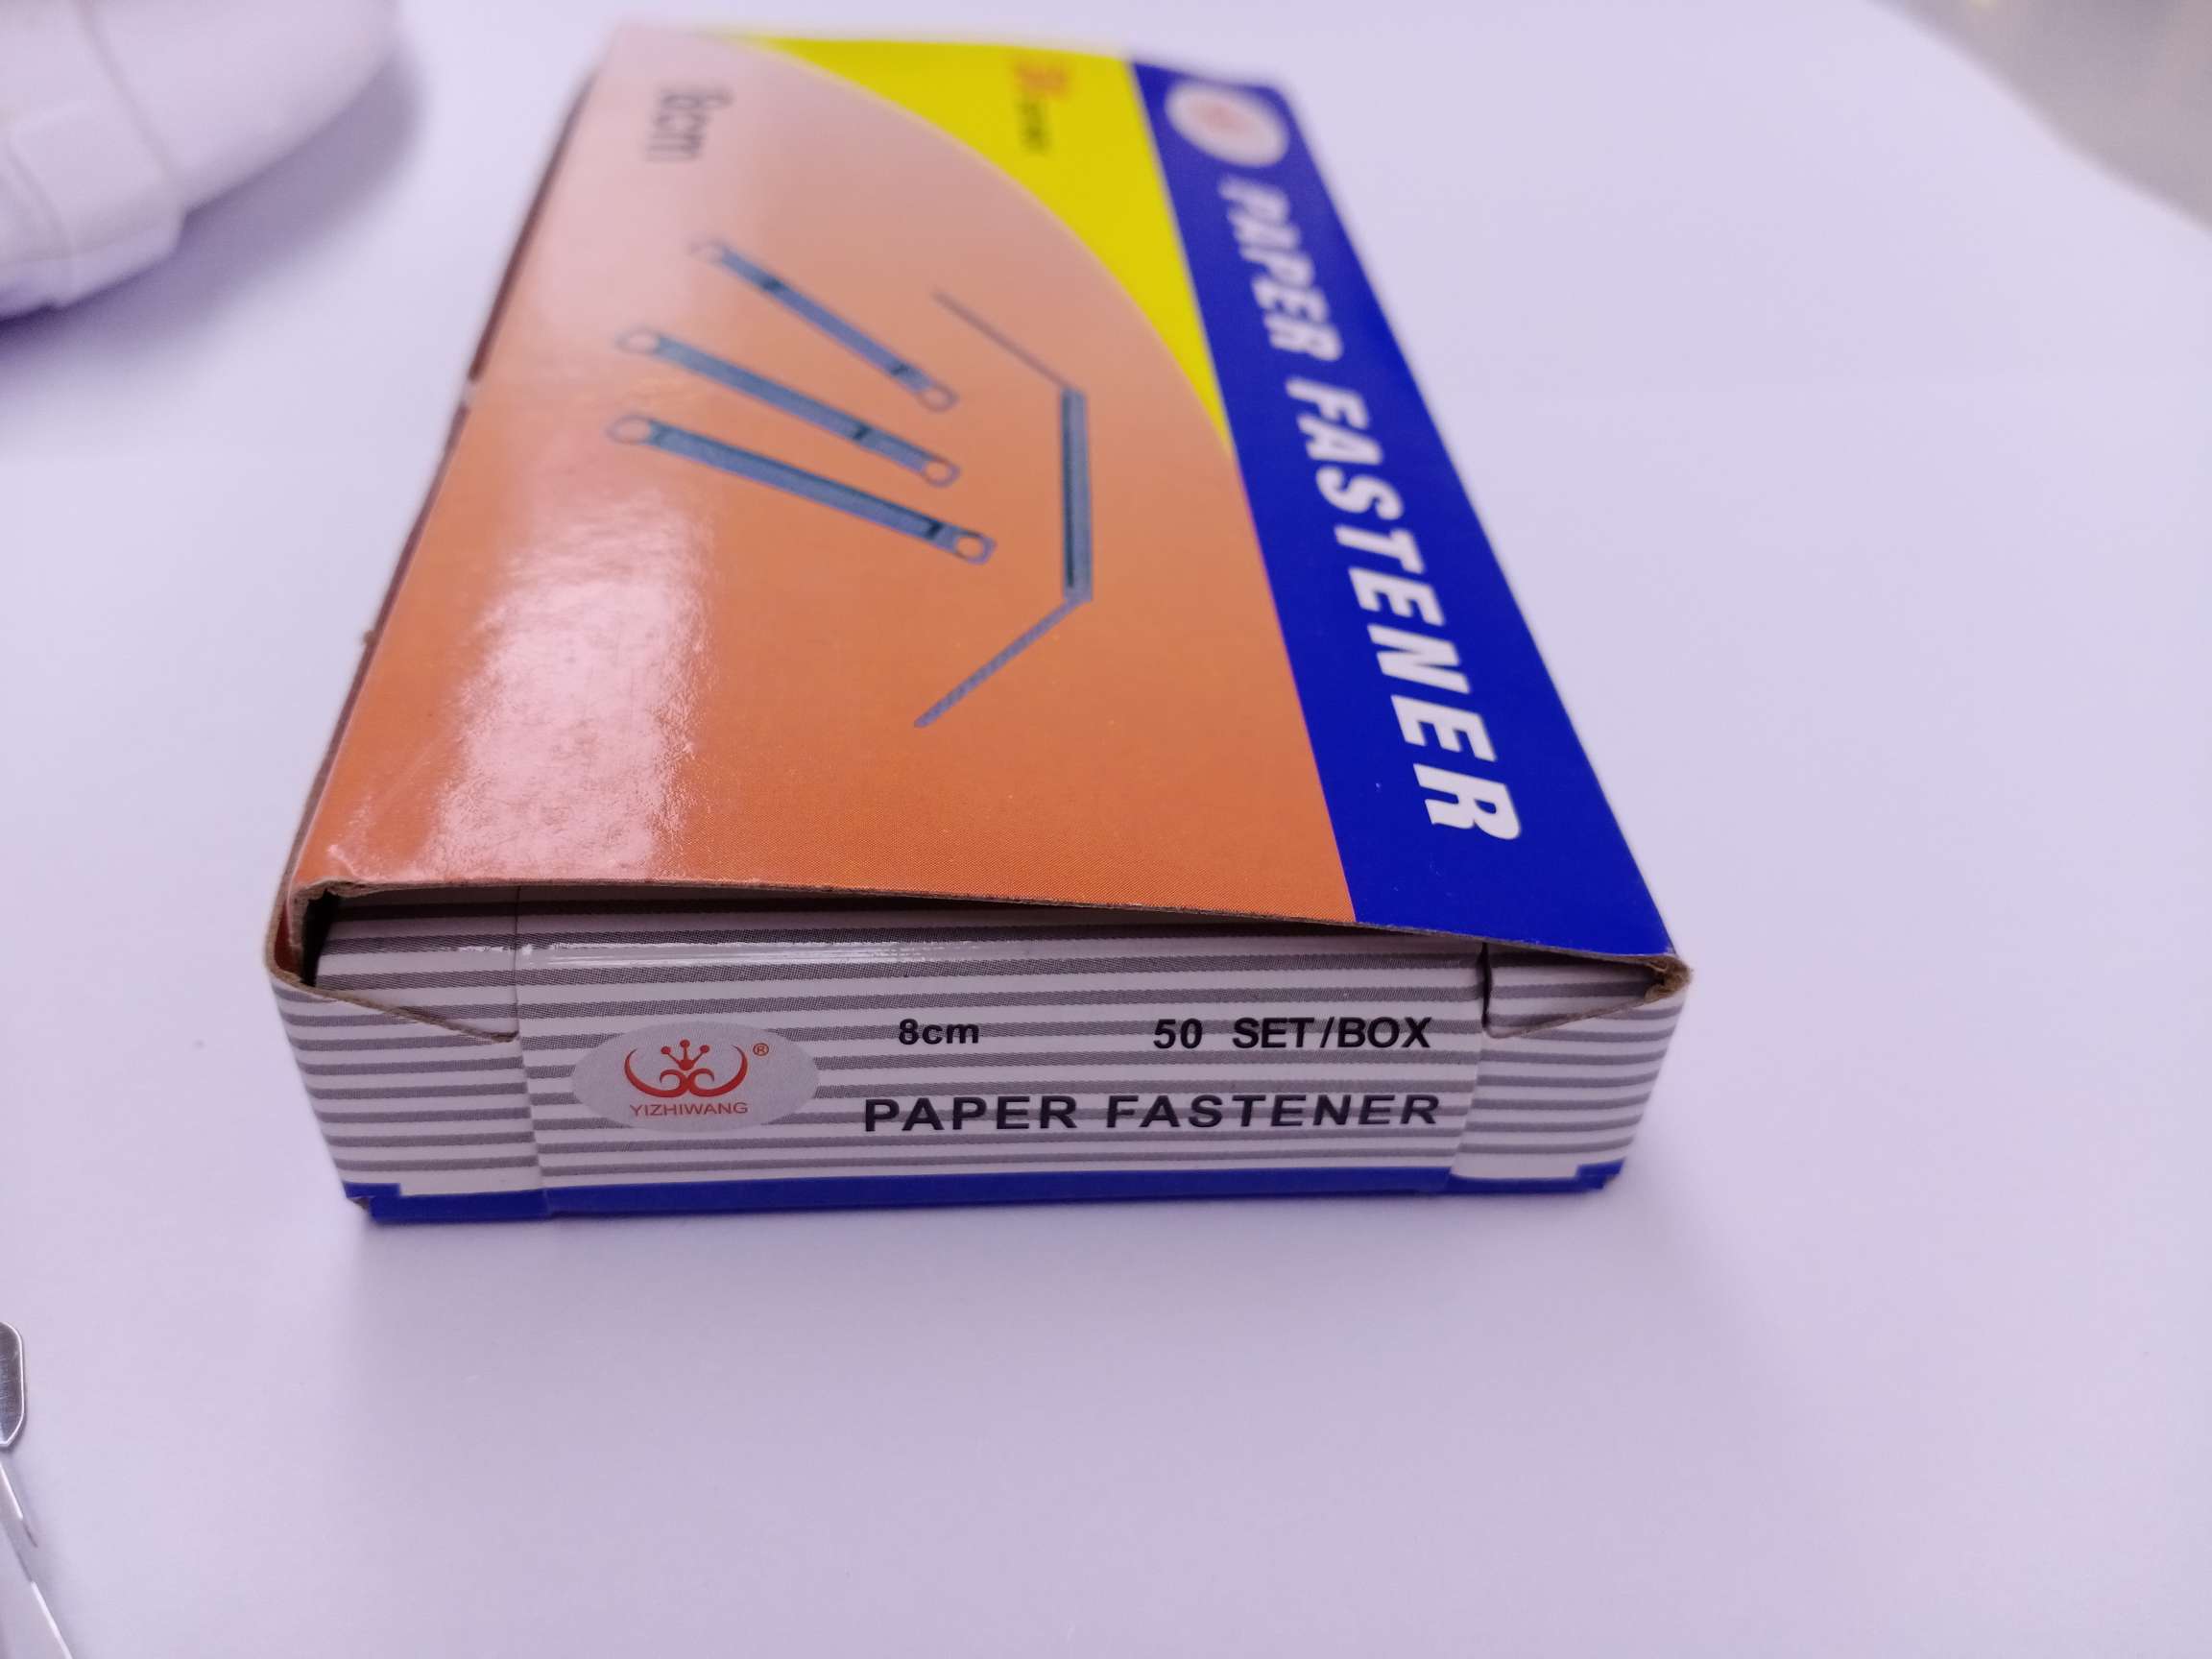 8cm
PAPER FASTENER
8cm 50 SET/BOX
YIZHIWANG ®
PAPER FASTENER